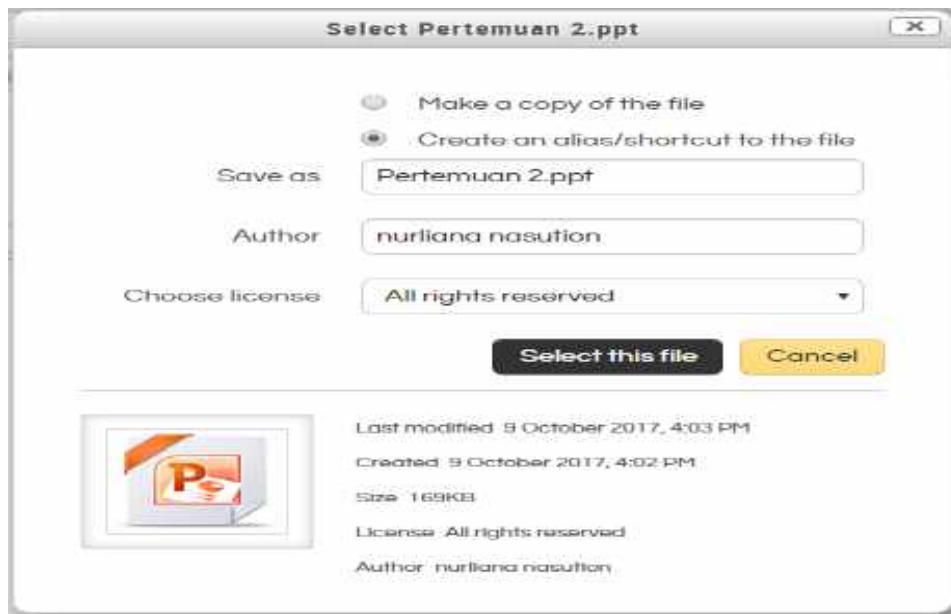 Select Pertemuan 2.ppt
Make a copy of the file
Create an alias/shortcut to the file
Save as Pertemuan 2.ppt
Author nurliana nasution
Choose license All rights reserved
Select this file Cancel
Last modified 9 October 2017, 4:03 PM
Created 9 October 2017, 4:02 PM
Size 169KB
License All rights reserved
Author nurliana nasution